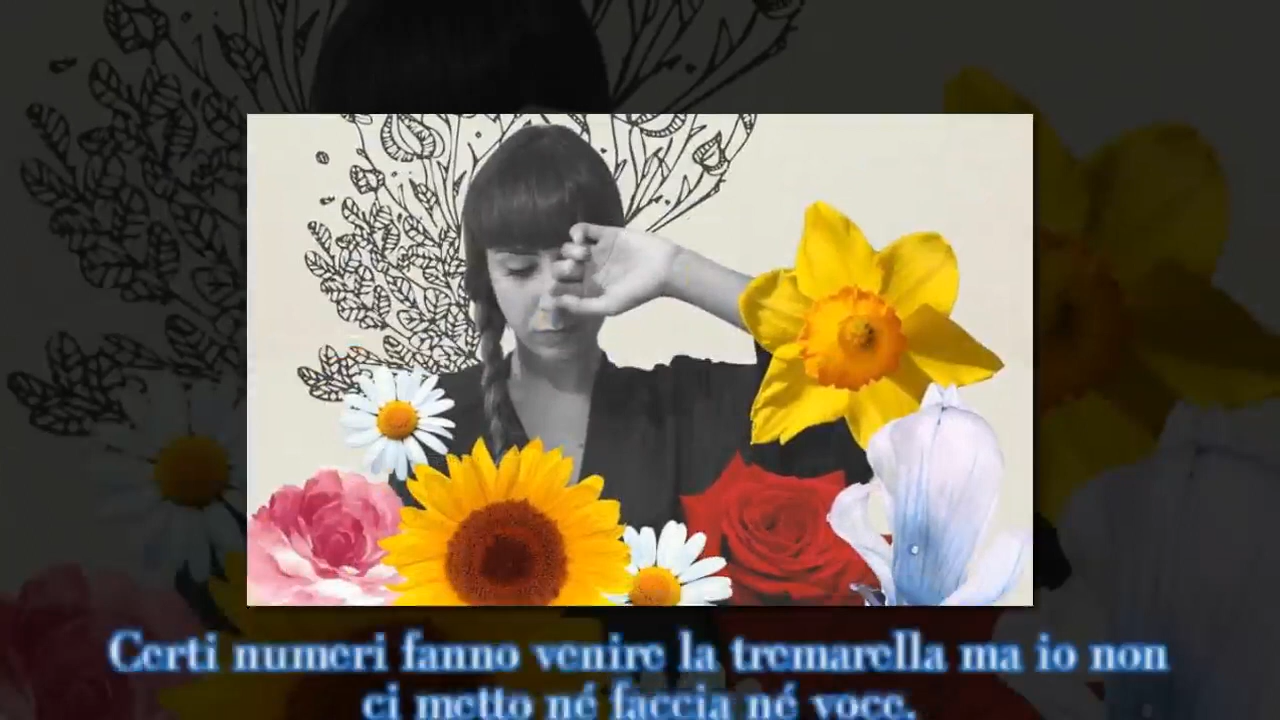 Certi numeri fanno venire la tremarella ma io non
ci metto né faccia né voce.